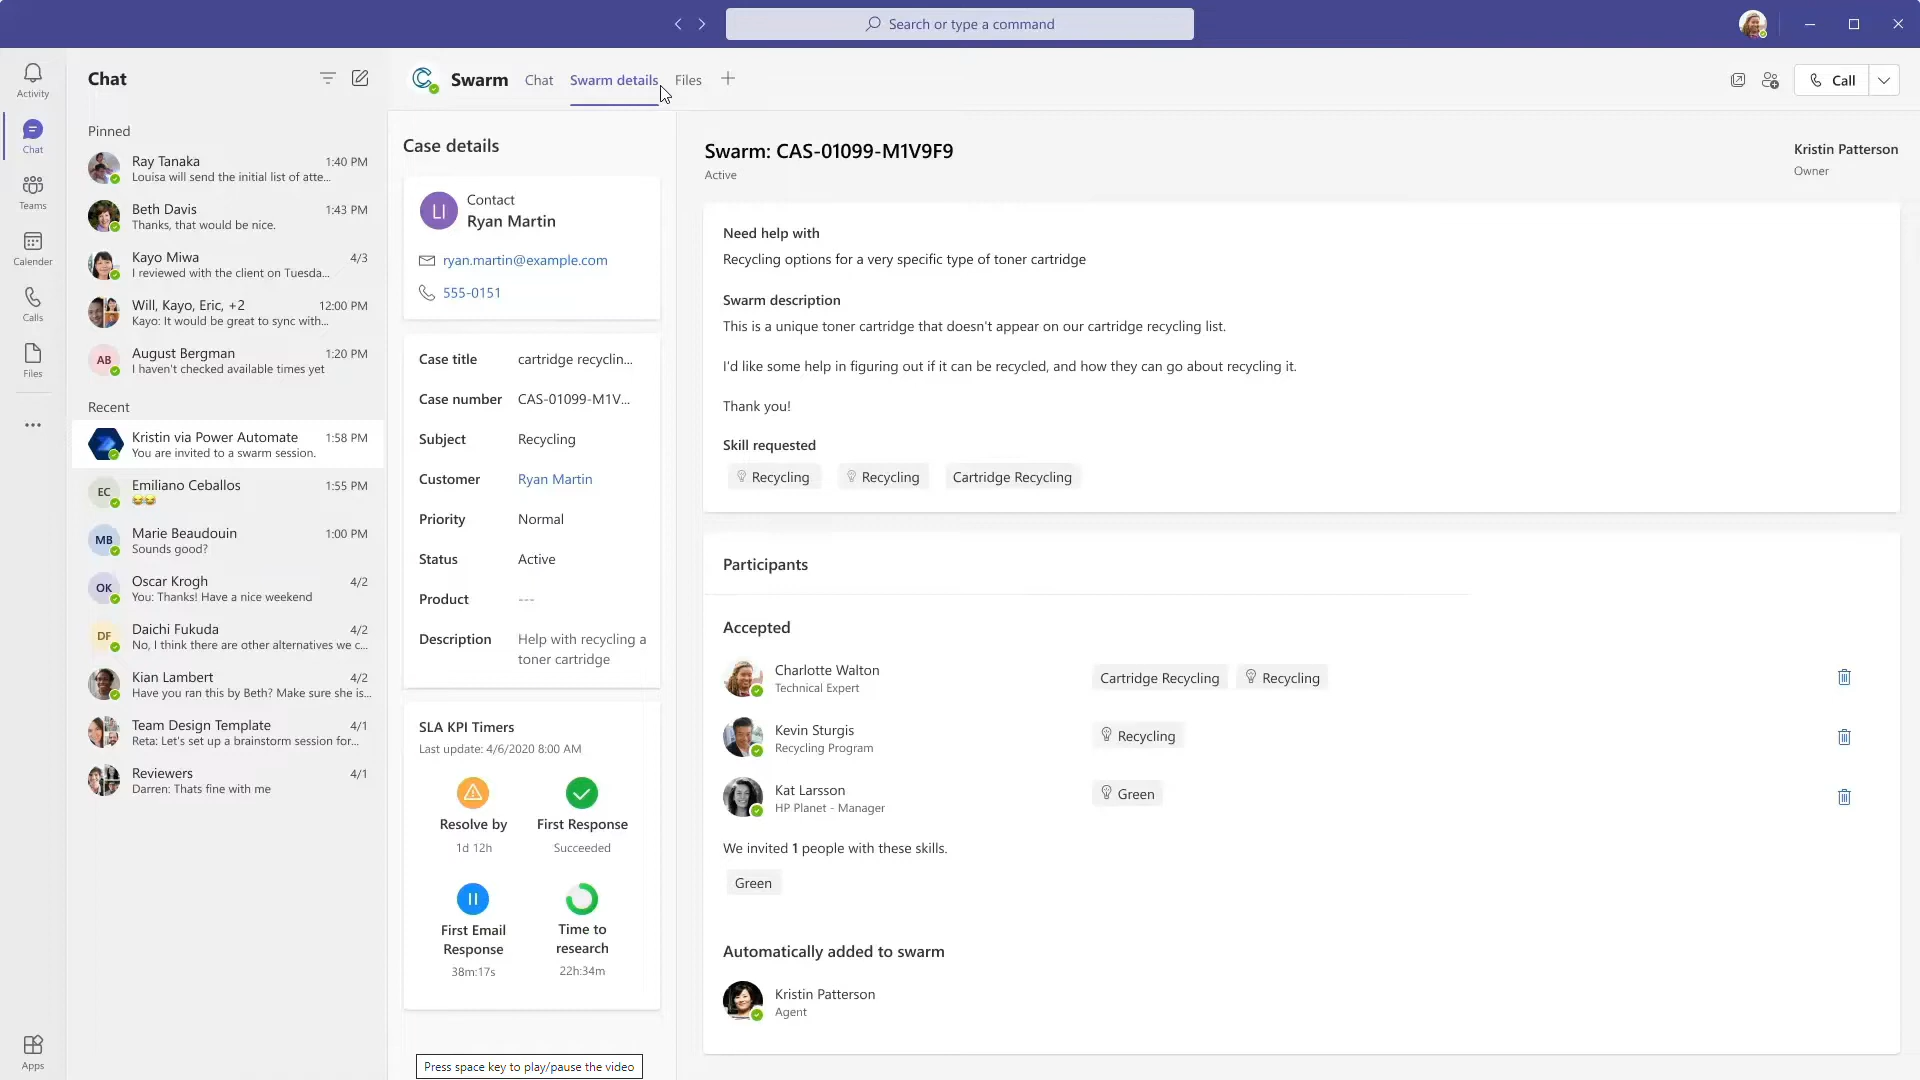 Search or type a command
Activity
Chat
Teams
Calender
Calls
Files
Apps
Chat
Pinned
Ray Tanaka
1:40 PM
Louisa will send the initial list of atte...
Beth Davis
1:43 PM
Thanks, that would be nice.
Kayo Miwa
4/3
I reviewed with the client on Tuesda...
Will, Kayo, Eric, +2
12:00 PM
Kayo: It would be great to sync with...
AB
August Bergman
1:20 PM
I haven't checked available times yet
Recent
Kristin via Power Automate
1:58 PM
You are invited to a swarm session.
EC
Emiliano Ceballos
1:55 PM
MB
Marie Beaudouin
1:00 PM
Sounds good?
OK
Oscar Krogh
4/2
You: Thanks! Have a nice weekend
DF
Daichi Fukuda
4/2
No, I think there are other alternatives we c...
Kian Lambert
4/2
Have you ran this by Beth? Make sure she is...
Team Design Template
4/1
Reta: Let's set up a brainstorm session for...
Reviewers
4/1
Darren: Thats fine with me
Swarm
Chat
Swarm details
Files
Call
Case details
LI
Contact
Ryan Martin
ryan.martin@example.com
555-0151
Case title
cartridge recyclin...
Case number
CAS-01099-M1V...
Subject
Recycling
Customer
Ryan Martin
Priority
Normal
Status
Active
Product
---
Description
Help with recycling a
toner cartridge
SLA KPI Timers
Last update: 4/6/2020 8:00 AM
Resolve by
1d 12h
First Response
Succeeded
First Email
Response
38m:17s
Time to
research
22h:34m
Press space key to play/pause the video
Swarm: CAS-01099-M1V9F9
Active
Kristin Patterson
Owner
Need help with
Recycling options for a very specific type of toner cartridge
Swarm description
This is a unique toner cartridge that doesn't appear on our cartridge recycling list.
I'd like some help in figuring out if it can be recycled, and how they can go about recycling it.
Thank you!
Skill requested
Recycling
Recycling
Cartridge Recycling
Participants
Accepted
Charlotte Walton
Technical Expert
Cartridge Recycling
Recycling
Kevin Sturgis
Recycling Program
Recycling
Kat Larsson
HP Planet - Manager
Green
We invited 1 people with these skills.
Green
Automatically added to swarm
Kristin Patterson
Agent